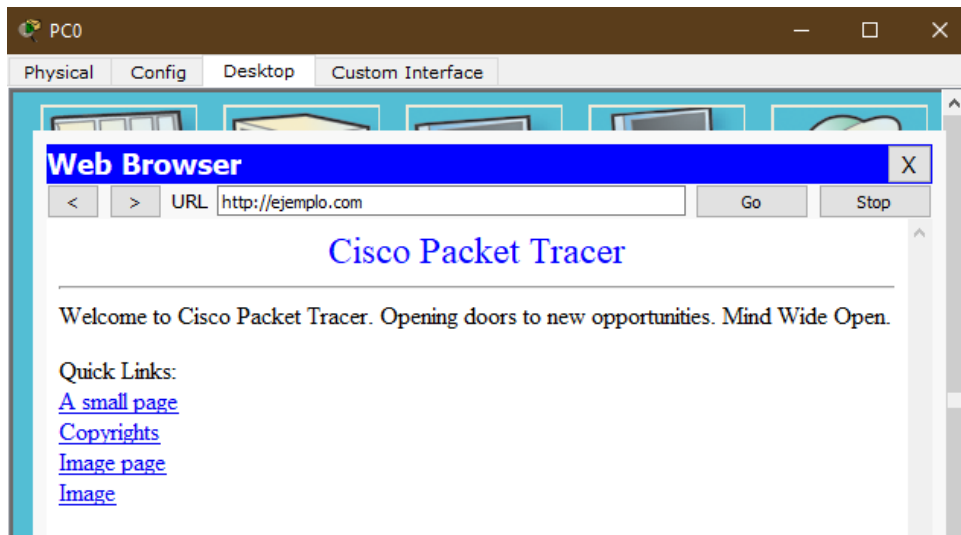 PC0
Physical Config Desktop Custom Interface
Web Browser X
< > URL http://ejemplo.com Go Stop
Cisco Packet Tracer
Welcome to Cisco Packet Tracer. Opening doors to new opportunities. Mind Wide Open.
Quick Links:
A small page
Copyrights
Image page
Image